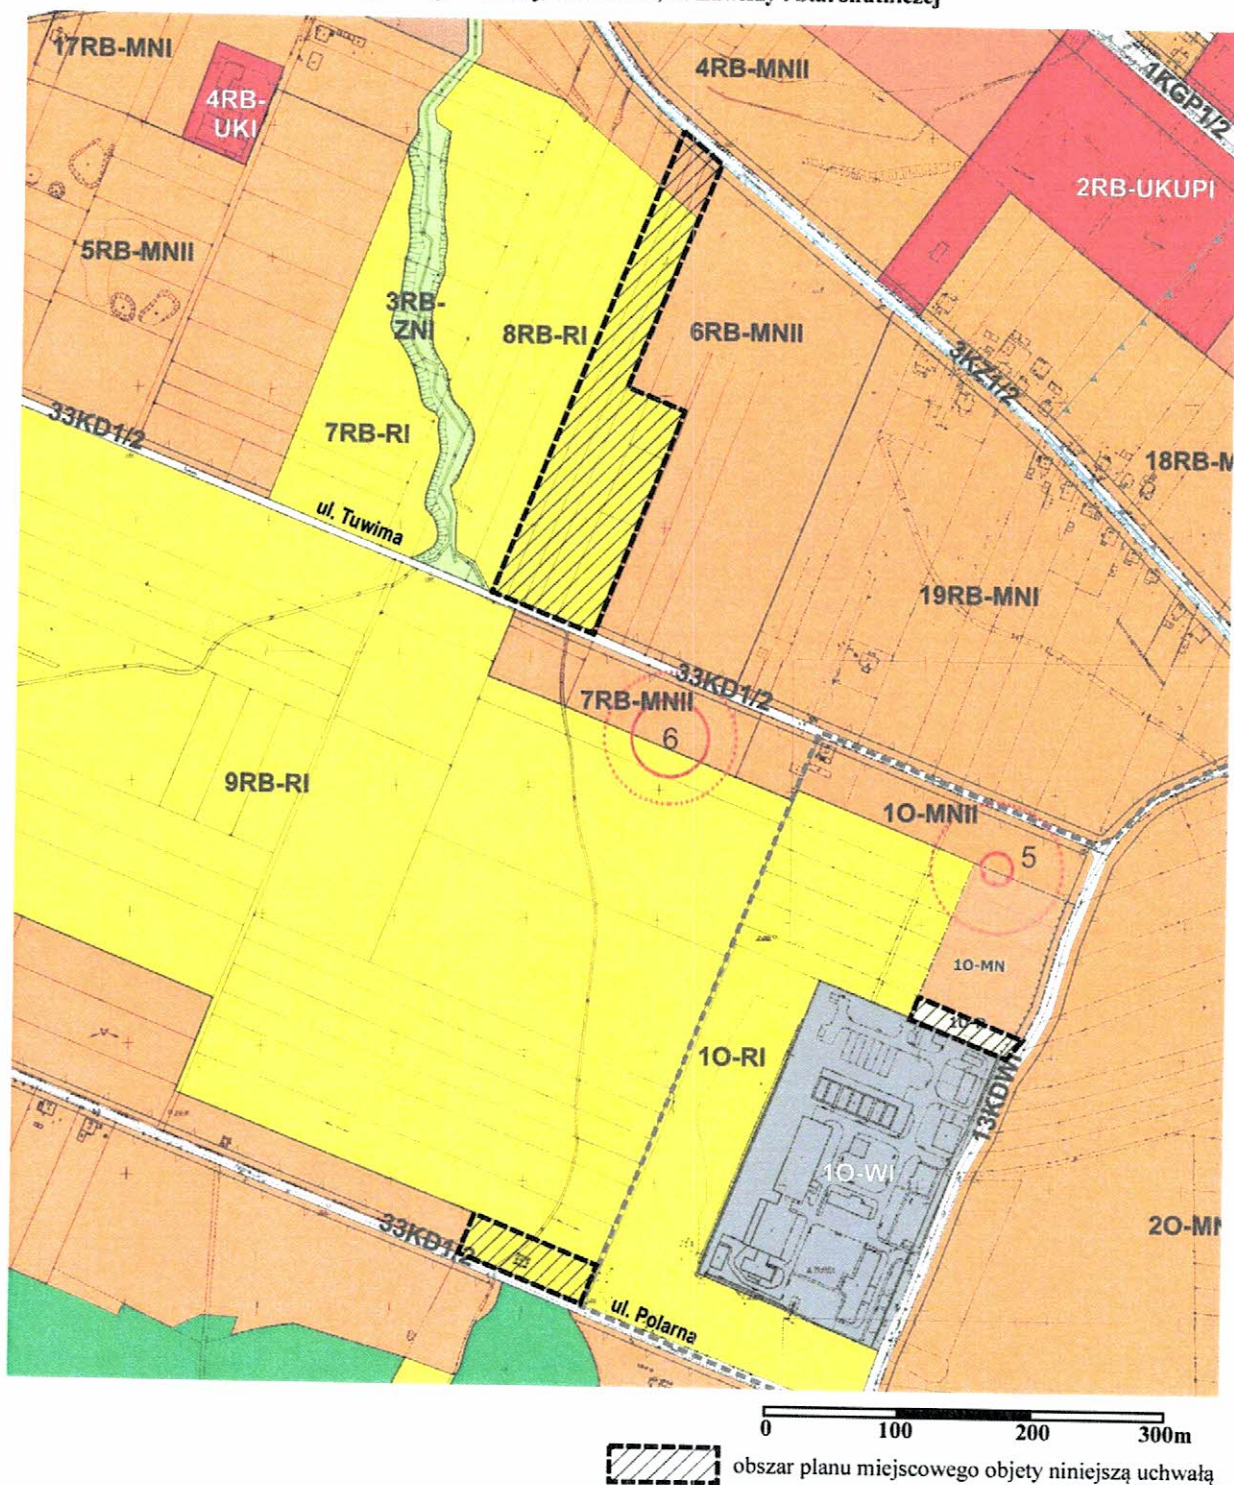 17RB-MNI
4RB-MNII
1KGP1/2
4RB-
UKI
2RB-UKUPI
5RB-MNII
3RB-
ZNI
8RB-RI
6RB-MNII
3KZ1/2
33KD1/2
7RB-RI
18RB-M
ul. Tuwima
19RB-MNI
33KD1/2
7RB-MNII
6
9RB-RI
1O-MNII
5
1O-MN
1O-RI
13KDWI
1O-WI
2O-MN
33KD1/2
ul. Polarna
0 100 200 300m
obszar planu miejscowego objety niniejszą uchwałą